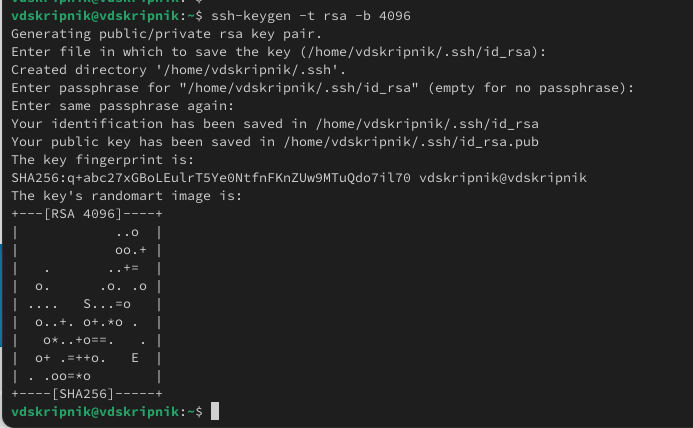 vdskripnik@vdskripnik:~$ ssh-keygen -t rsa -b 4096
Generating public/private rsa key pair.
Enter file in which to save the key (/home/vdskripnik/.ssh/id_rsa):
Created directory '/home/vdskripnik/.ssh'.
Enter passphrase for "/home/vdskripnik/.ssh/id_rsa" (empty for no passphrase):
Enter same passphrase again:
Your identification has been saved in /home/vdskripnik/.ssh/id_rsa
Your public key has been saved in /home/vdskripnik/.ssh/id_rsa.pub
The key fingerprint is:
SHA256:q+abc27xGBoLEulrT5Ye0NtfnFKnZUw9MTuQdo7il70 vdskripnik@vdskripnik
The key's randomart image is:
+---[RSA 4096]----+
|            ..o  |
|            oo.+ |
|   .       ..+=  |
|  o.      .o. .o |
| ....   S...=o   |
|  o..+. o+.*o .  |
|   o*..+o==.   . |
|  o+ .=++o.   E  |
| . .oo=*o        |
+----[SHA256]-----+
vdskripnik@vdskripnik:~$